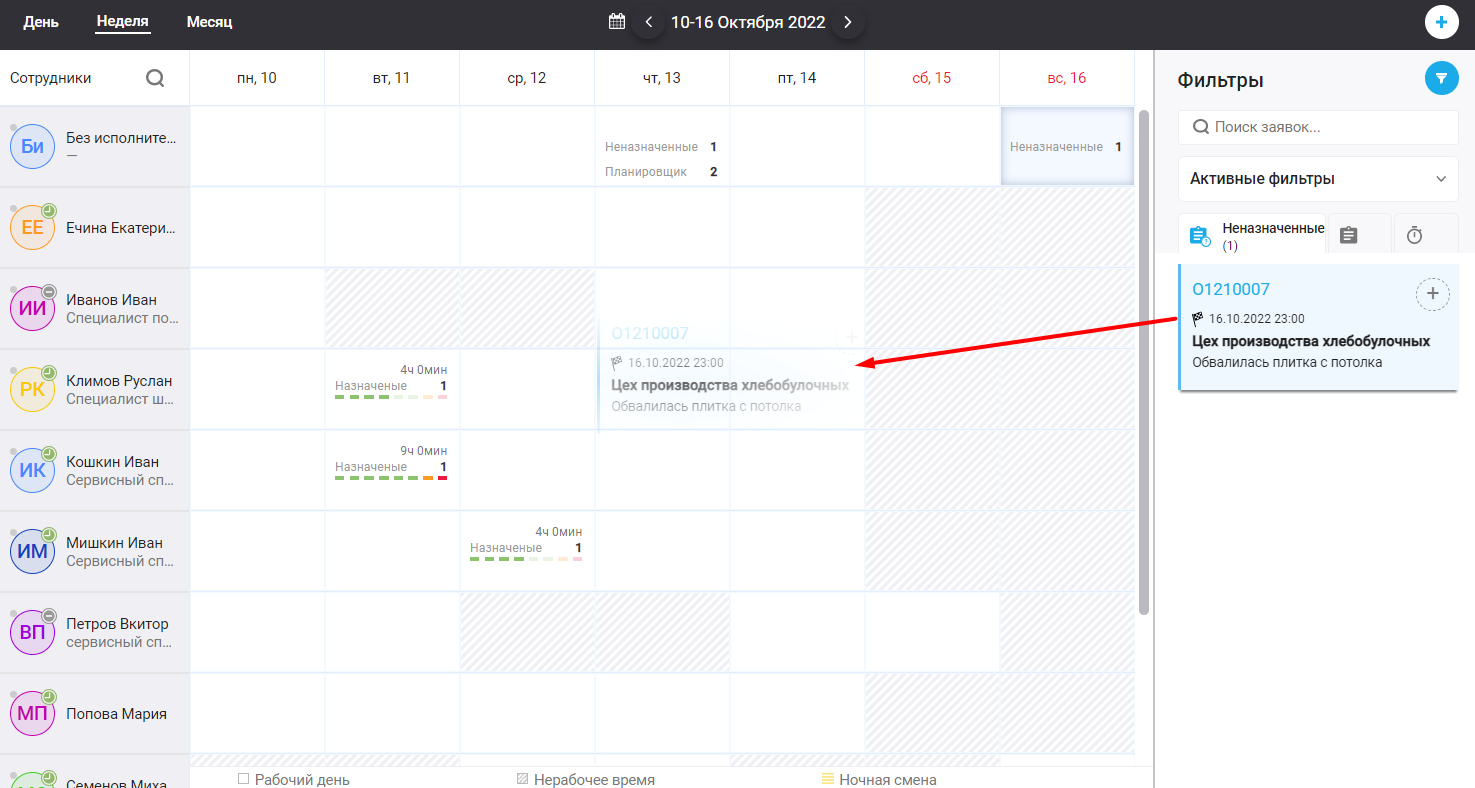 День Неделя Месяц 10-16 Октября 2022
Сотрудники пн, 10 вт, 11 ср, 12 чт, 13 пт, 14 сб, 15 вс, 16
Би Без исполните...
—
Неназначенные 1
Планировщик 2
Неназначенные 1
ЕЕ Ечина Екатери...
ИИ Иванов Иван
Специалист по...
РК Климов Руслан
Специалист ш...
4ч 0мин
Назначеные 1
ИК Кошкин Иван
Сервисный сп...
9ч 0мин
Назначеные 1
ИМ Мишкин Иван
Сервисный сп...
4ч 0мин
Назначеные 1
ВП Петров Вкитор
сервисный сп...
МП Попова Мария
Семенов Миха
O1210007
16.10.2022 23:00
Цех производства хлебобулочных
Обвалилась плитка с потолка
Рабочий день Нерабочее время Ночная смена
Фильтры
Поиск заявок...
Активные фильтры
Неназначенные
(1)
O1210007
16.10.2022 23:00
Цех производства хлебобулочных
Обвалилась плитка с потолка